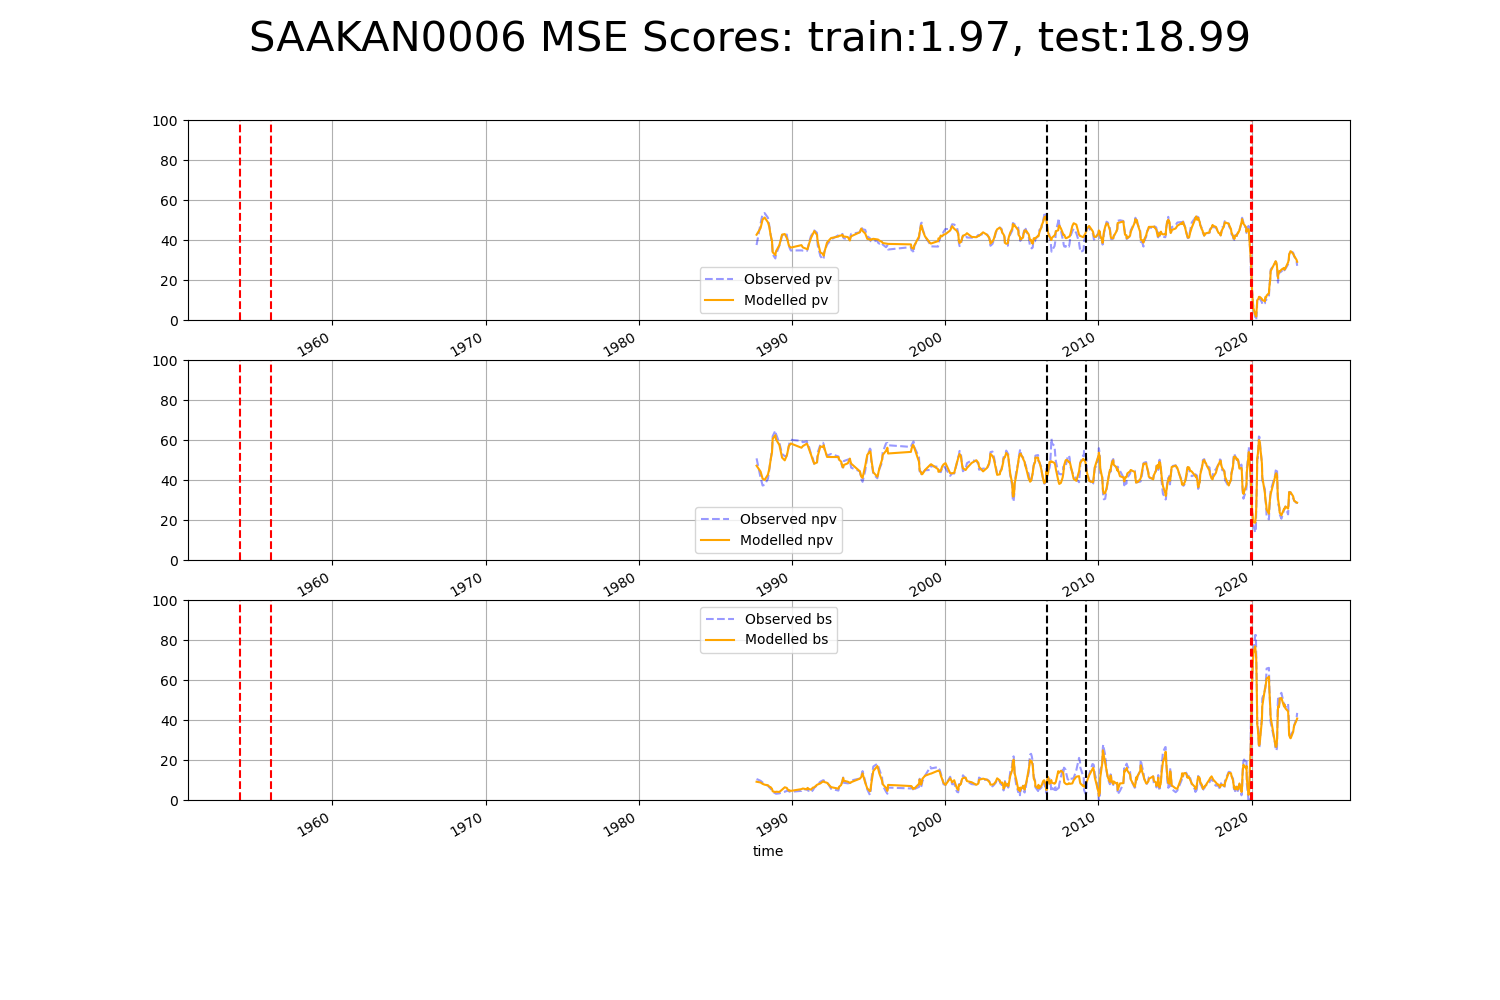 SAAKAN0006 MSE Scores: train:1.97, test:18.99
100
80
60
40
20
0
Observed pv
Modelled pv
1960 1970 1980 1990 2000 2010 2020
100
80
60
40
20
0
Observed npv
Modelled npv
1960 1970 1980 1990 2000 2010 2020
100
80
60
40
20
0
Observed bs
Modelled bs
1960 1970 1980 1990 2000 2010 2020
time